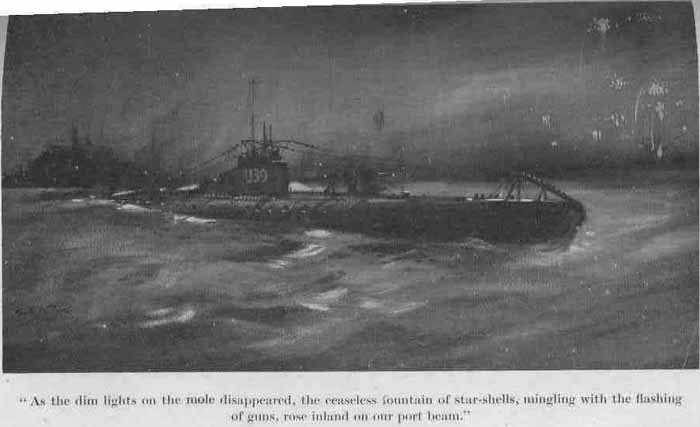 U39
"As the dim lights on the mole disappeared, the ceaseless fountain of star-shells, mingling with the flashing
of guns, rose inland on our port beam."